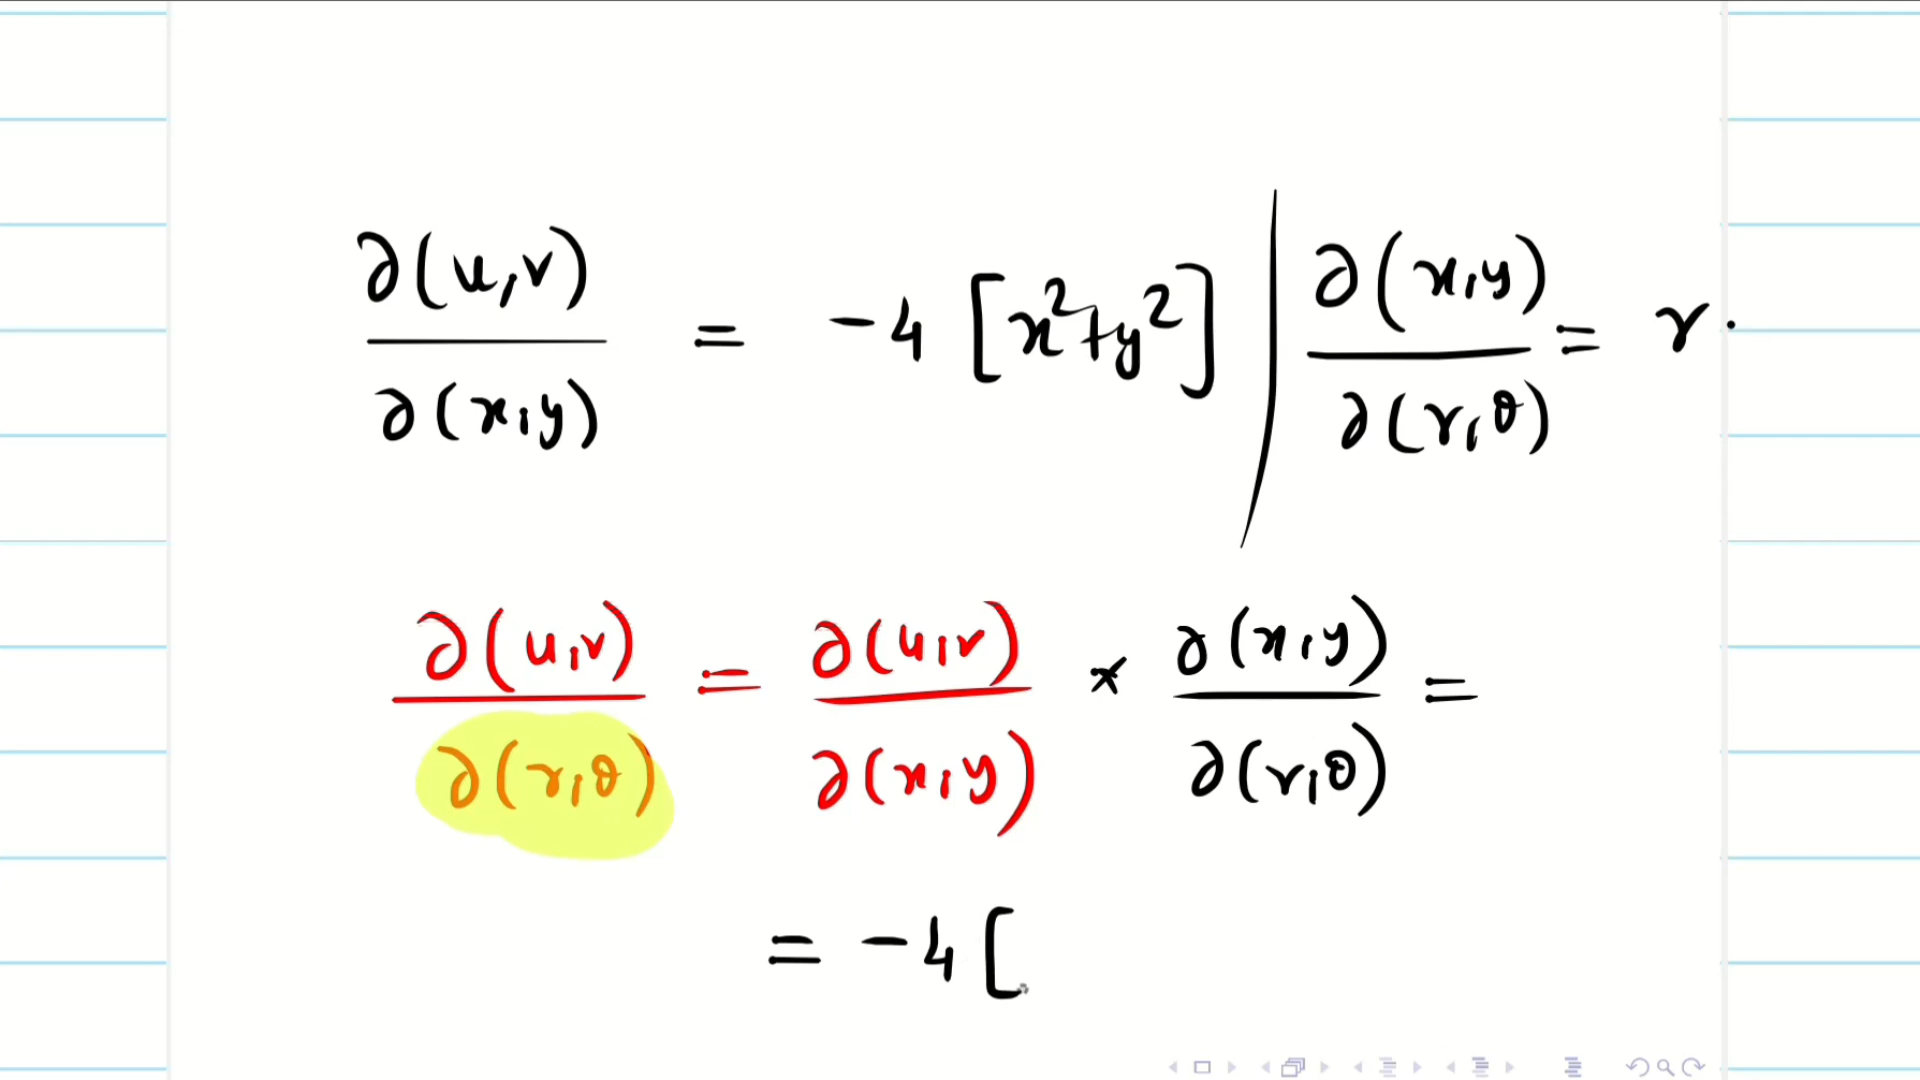 ∂(u,v)/∂(x,y) = -4 [x²+y²] | ∂(x,y)/∂(r,θ) = r.
∂(u,v)/∂(r,θ) = ∂(u,v)/∂(x,y) * ∂(x,y)/∂(r,θ) =
= -4 [